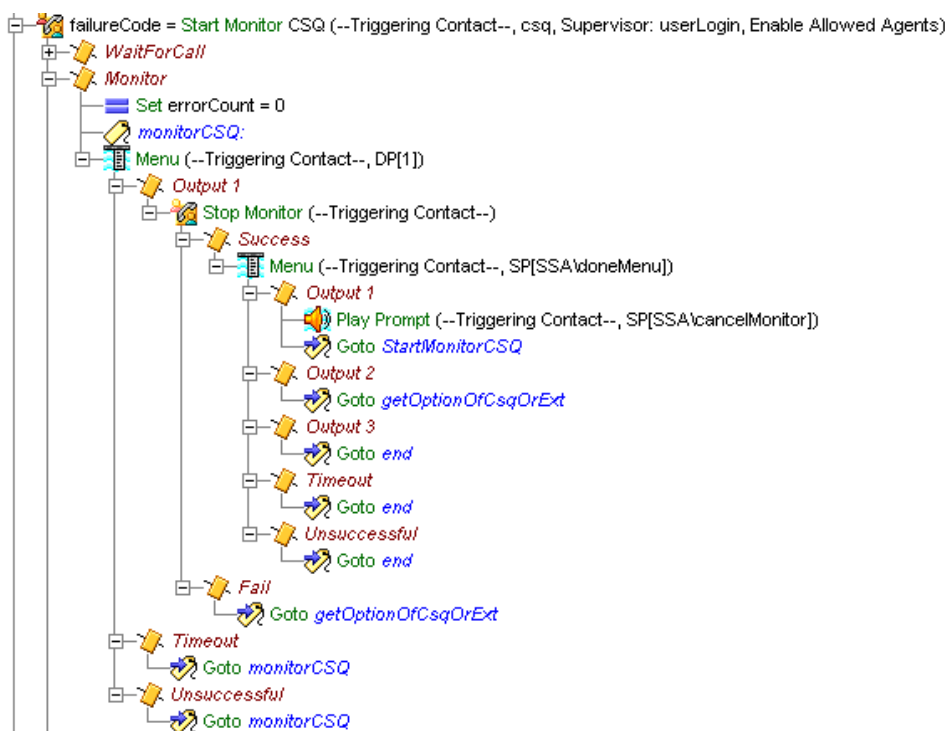 failureCode = Start Monitor CSQ (--Triggering Contact--, csq, Supervisor: userLogin, Enable Allowed Agents)
WaitForCall
Monitor
Set errorCount = 0
monitorCSQ:
Menu (--Triggering Contact--, DP[1])
Output 1
Stop Monitor (--Triggering Contact--)
Success
Menu (--Triggering Contact--, SP[SSA\doneMenu])
Output 1
Play Prompt (--Triggering Contact--, SP[SSA\cancelMonitor])
Goto StartMonitorCSQ
Output 2
Goto getOptionOfCsqOrExt
Output 3
Goto end
Timeout
Goto end
Unsuccessful
Goto end
Fail
Goto getOptionOfCsqOrExt
Timeout
Goto monitorCSQ
Unsuccessful
Goto monitorCSQ